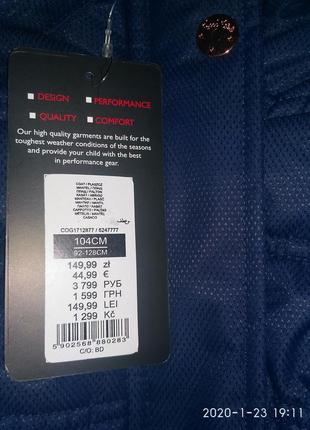 DESIGN PERFORMANCE
QUALITY COMFORT
Our high quality garments are built for the
toughest weather conditions of the seasons
and provide your child with the best
in performance gear.
COG1712877 / 6247777
104CM
92-128CM
149,99 zł
44,99 €
3 799 РУБ
1 599 ГРН
149,99 LEI
1 299 Kč
5 902568 880283
C/O: BD
2020-1-23 19:11